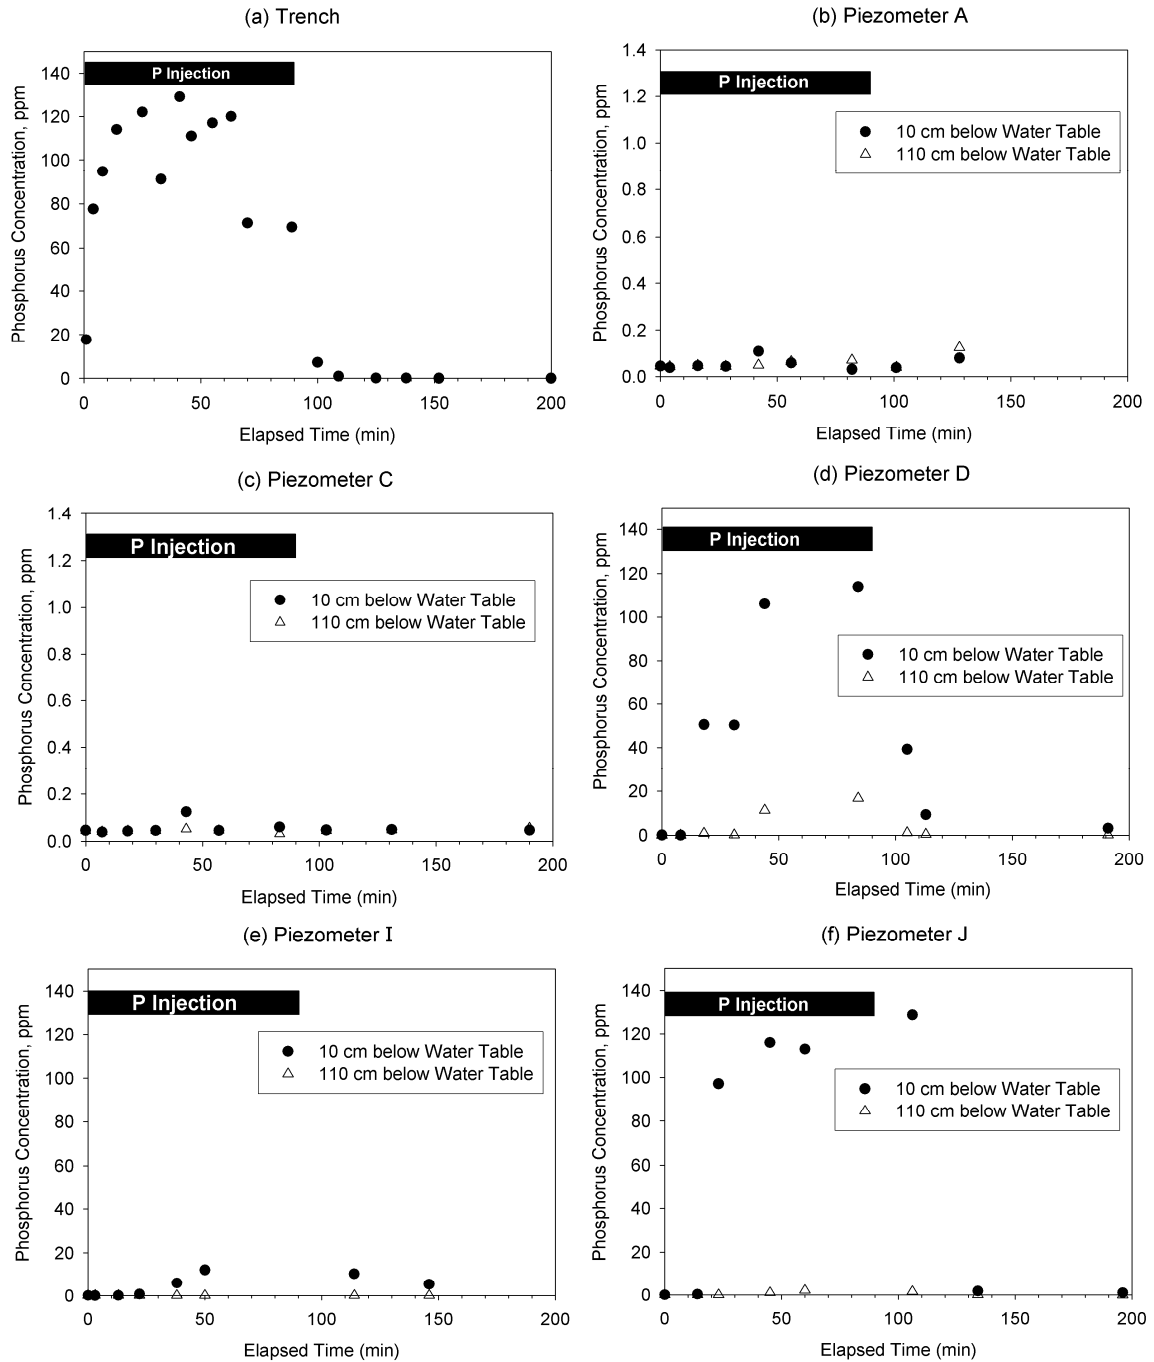 (a) Trench
Phosphorus Concentration, ppm
140
120
100
80
60
40
20
0
P Injection
0 50 100 150 200
Elapsed Time (min)
(b) Piezometer A
Phosphorus Concentration, ppm
1.4
1.2
1.0
0.8
0.6
0.4
0.2
0.0
P Injection
10 cm below Water Table
110 cm below Water Table
0 50 100 150 200
Elapsed Time (min)
(c) Piezometer C
Phosphorus Concentration, ppm
1.4
1.2
1.0
0.8
0.6
0.4
0.2
0.0
P Injection
10 cm below Water Table
110 cm below Water Table
0 50 100 150 200
Elapsed Time (min)
(d) Piezometer D
Phosphorus Concentration, ppm
140
120
100
80
60
40
20
0
P Injection
10 cm below Water Table
110 cm below Water Table
0 50 100 150 200
Elapsed Time (min)
(e) Piezometer I
Phosphorus Concentration, ppm
140
120
100
80
60
40
20
0
P Injection
10 cm below Water Table
110 cm below Water Table
0 50 100 150 200
Elapsed Time (min)
(f) Piezometer J
Phosphorus Concentration, ppm
140
120
100
80
60
40
20
0
P Injection
10 cm below Water Table
110 cm below Water Table
0 50 100 150 200
Elapsed Time (min)